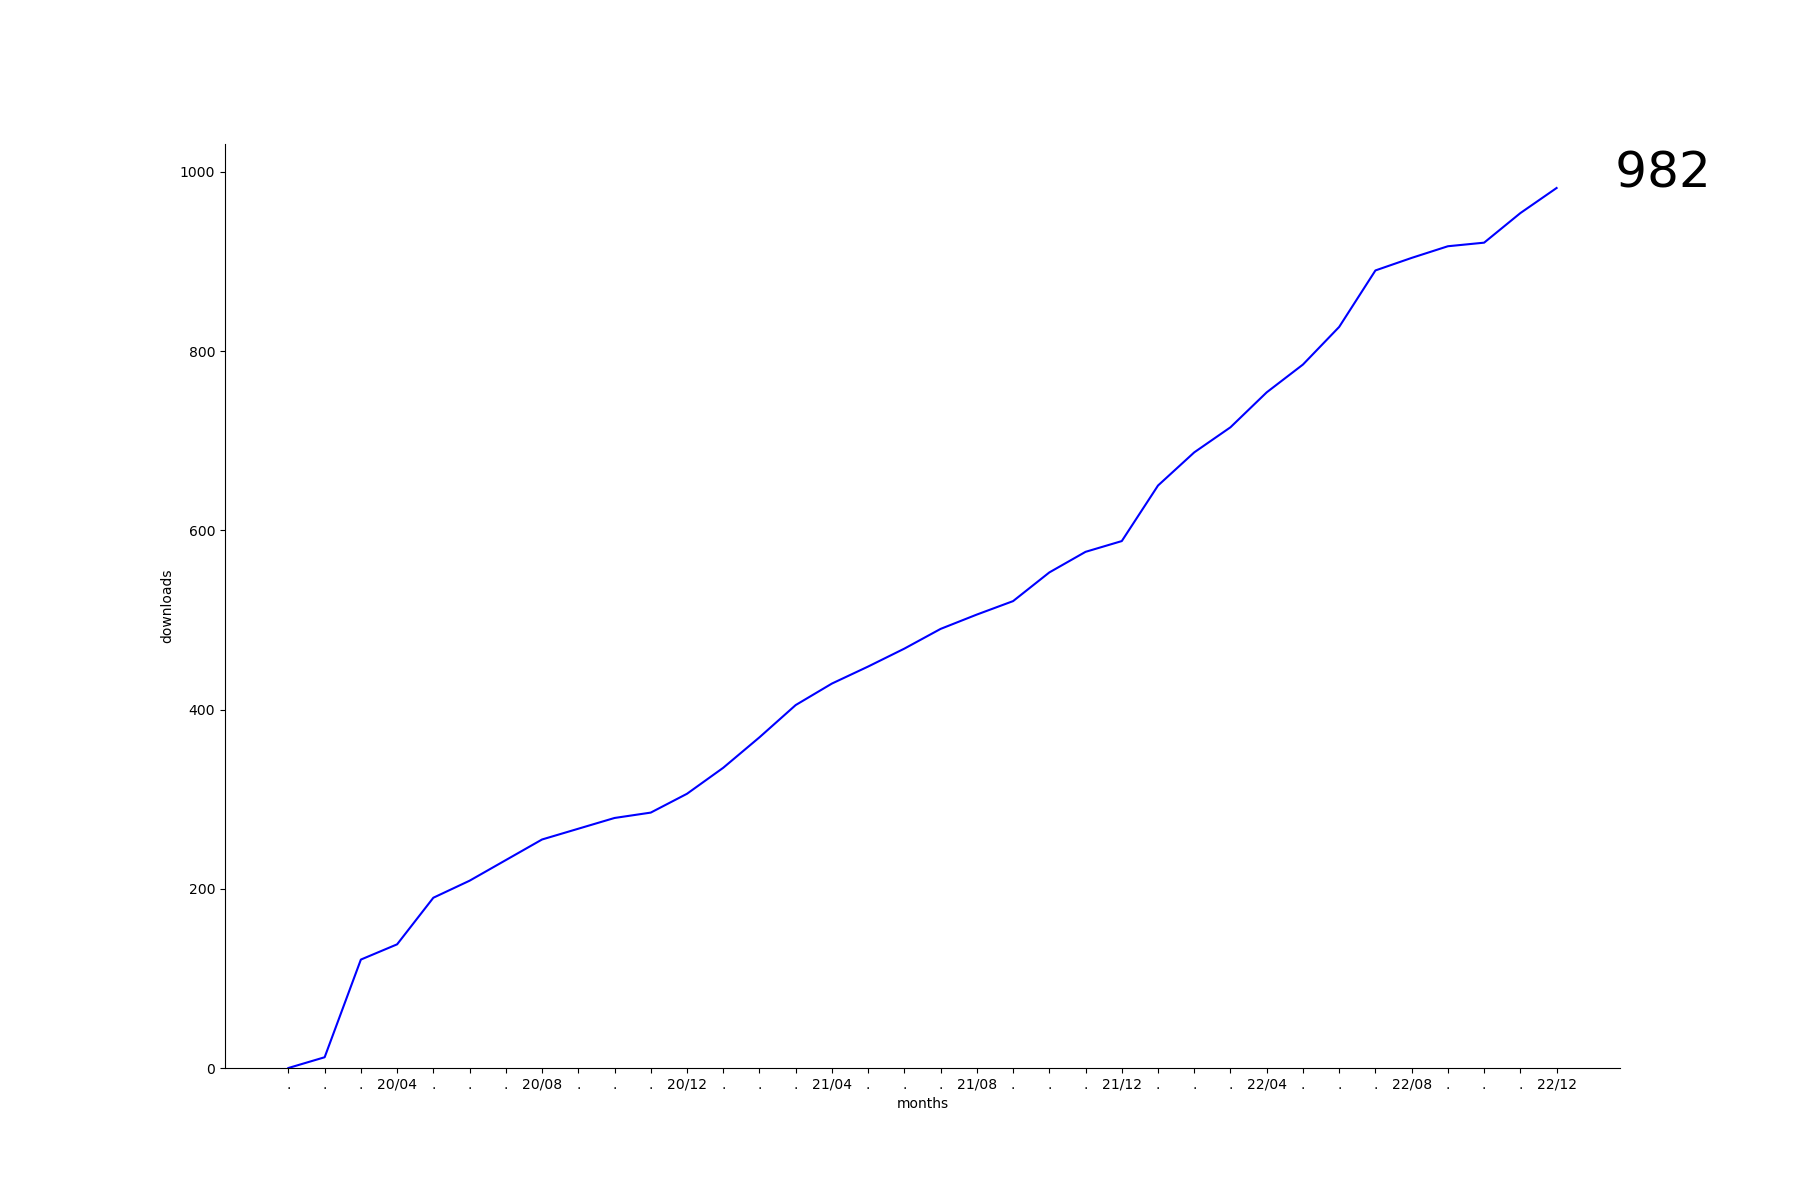 982
1000
800
600
400
200
0
downloads
. . . 20/04 . . . 20/08 . . . 20/12 . . . 21/04 . . . 21/08 . . . 21/12 . . . 22/04 . . . 22/08 . . . 22/12
months